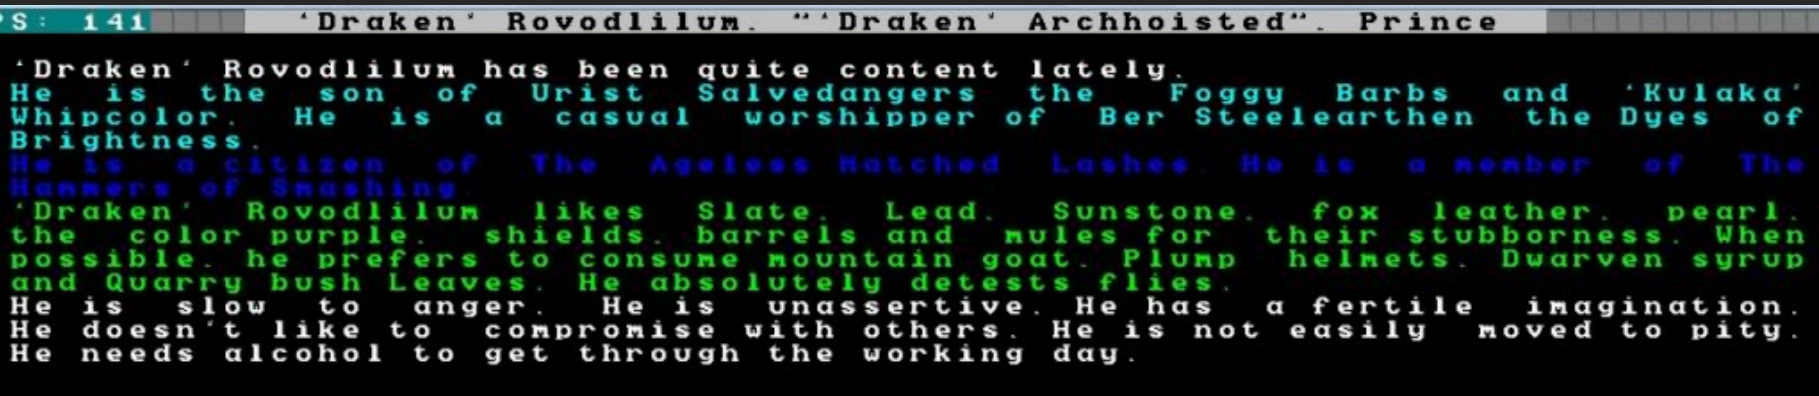 PS: 141 'Draken' Rovodlilum, "'Draken' Archhoisted", Prince
'Draken' Rovodlilum has been quite content lately.
He is the son of Urist Salvedangers the Foggy Barbs and 'Kulaka'
Whipcolor. He is a casual worshipper of Ber Steelearthen the Dyes of
Brightness.
He is a citizen of The Ageless Matched Lashes. He is a member of The
Hammers of Smashing.
'Draken' Rovodlilum likes Slate, Lead, Sunstone, fox leather, pearl,
the color purple, shields, barrels and mules for their stubborness. When
possible, he prefers to consume mountain goat, Plump helmets, Dwarven syrup
and Quarry bush Leaves. He absolutely detests flies.
He is slow to anger. He is unassertive. He has a fertile imagination.
He doesn't like to compromise with others. He is not easily moved to pity.
He needs alcohol to get through the working day.